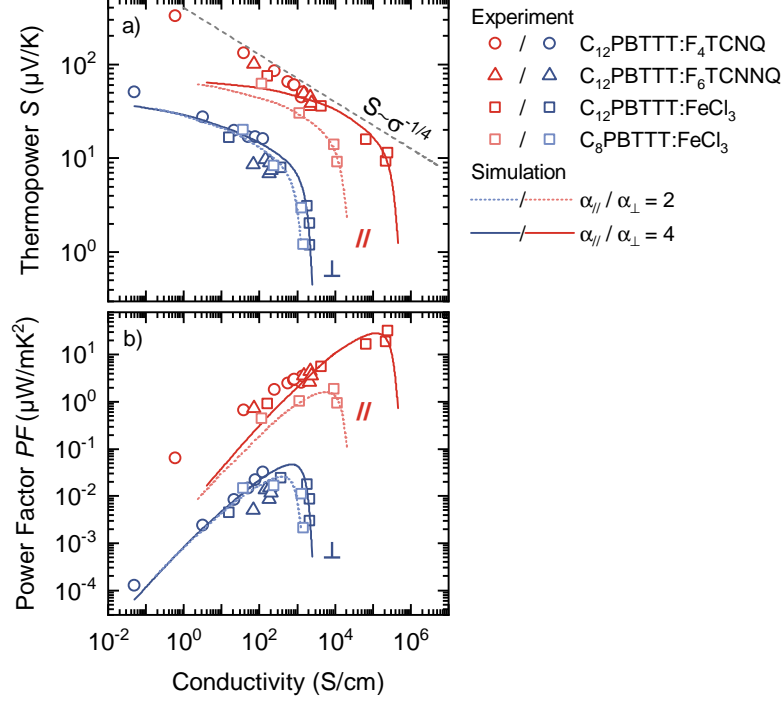 a)
Thermopower S (µV/K)
10²
10¹
10⁰
S~σ⁻¹/⁴
//
⊥
b)
Power Factor PF (µW/mK²)
10¹
10⁰
10⁻¹
10⁻²
10⁻³
10⁻⁴
//
⊥
10⁻² 10⁰ 10² 10⁴ 10⁶
Conductivity (S/cm)
Experiment
/ C₁₂PBTTT:F₄TCNQ
/ C₁₂PBTTT:F₆TCNNQ
/ C₁₂PBTTT:FeCl₃
/ C₈PBTTT:FeCl₃
Simulation
/ α⫽ / α⊥ = 2
/ α⫽ / α⊥ = 4